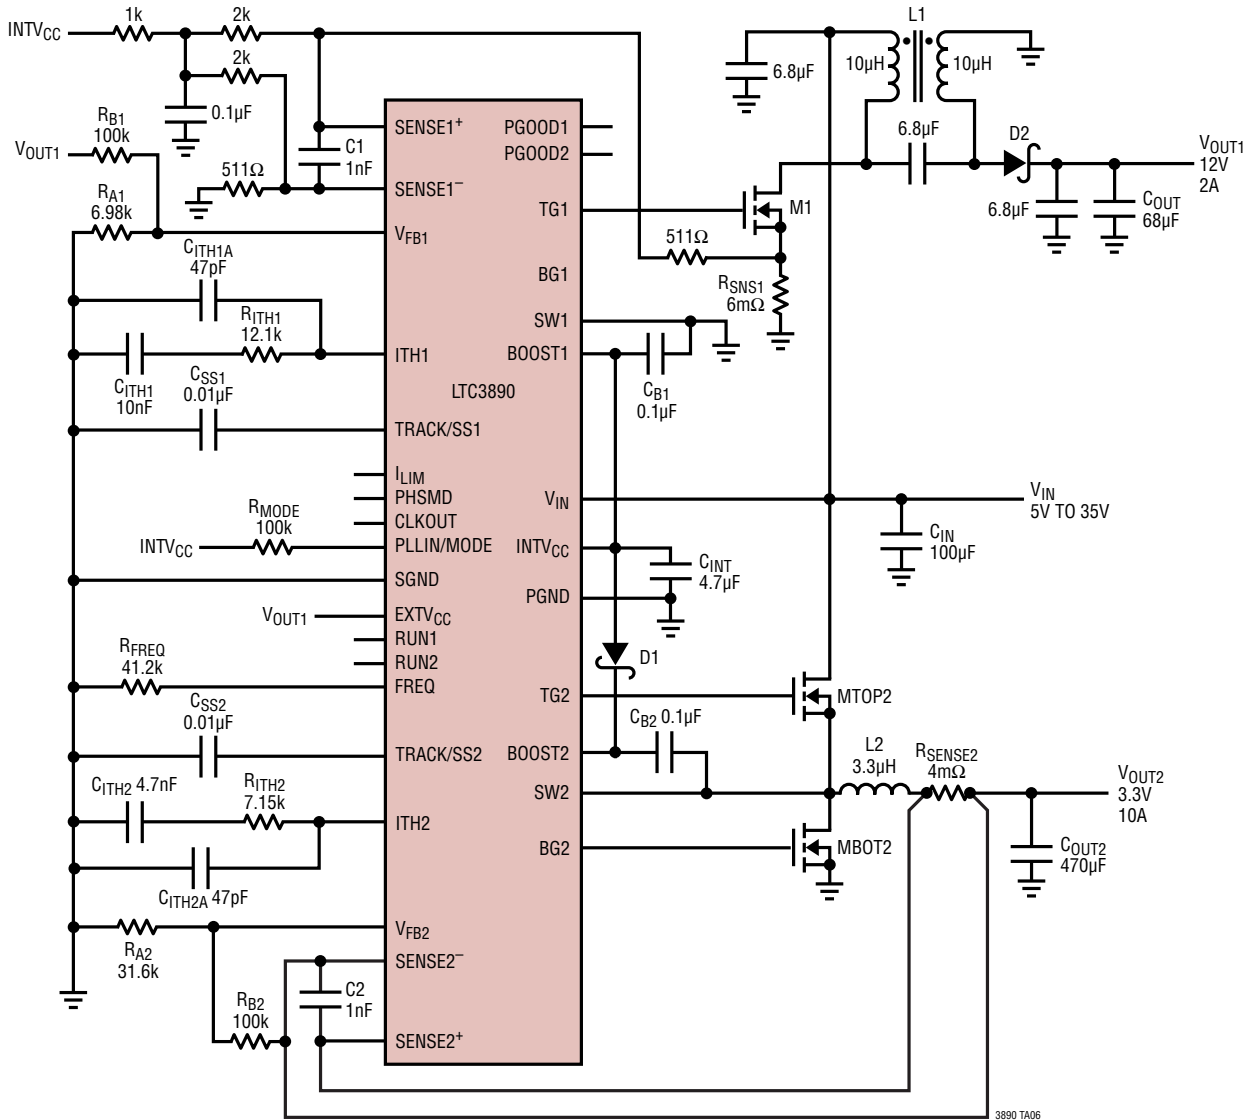 INTVCC
1k
2k
2k
0.1µF
RB1
100k
VOUT1
RA1
6.98k
511Ω
C1
1nF
CITH1A
47pF
RITH1
12.1k
CITH1
10nF
CSS1
0.01µF
RMODE
100k
INTVCC
VOUT1
RFREQ
41.2k
CSS2
0.01µF
CITH2 4.7nF
RITH2
7.15k
CITH2A 47pF
RA2
31.6k
RB2
100k
C2
1nF
SENSE1+
SENSE1–
VFB1
ITH1
LTC3890
TRACK/SS1
ILIM
PHSMD
CLKOUT
PLLIN/MODE
SGND
EXTVCC
RUN1
RUN2
FREQ
TRACK/SS2
ITH2
VFB2
SENSE2–
SENSE2+
PGOOD1
PGOOD2
TG1
BG1
SW1
BOOST1
VIN
INTVCC
PGND
TG2
BOOST2
SW2
BG2
L1
6.8µF
10µH
10µH
6.8µF
D2
VOUT1
12V
2A
6.8µF
COUT
68µF
M1
511Ω
RSNS1
6mΩ
CB1
0.1µF
VIN
5V TO 35V
CIN
100µF
CINT
4.7µF
D1
MTOP2
CB2 0.1µF
L2
3.3µH
RSENSE2
4mΩ
VOUT2
3.3V
10A
MBOT2
COUT2
470µF
3890 TA06